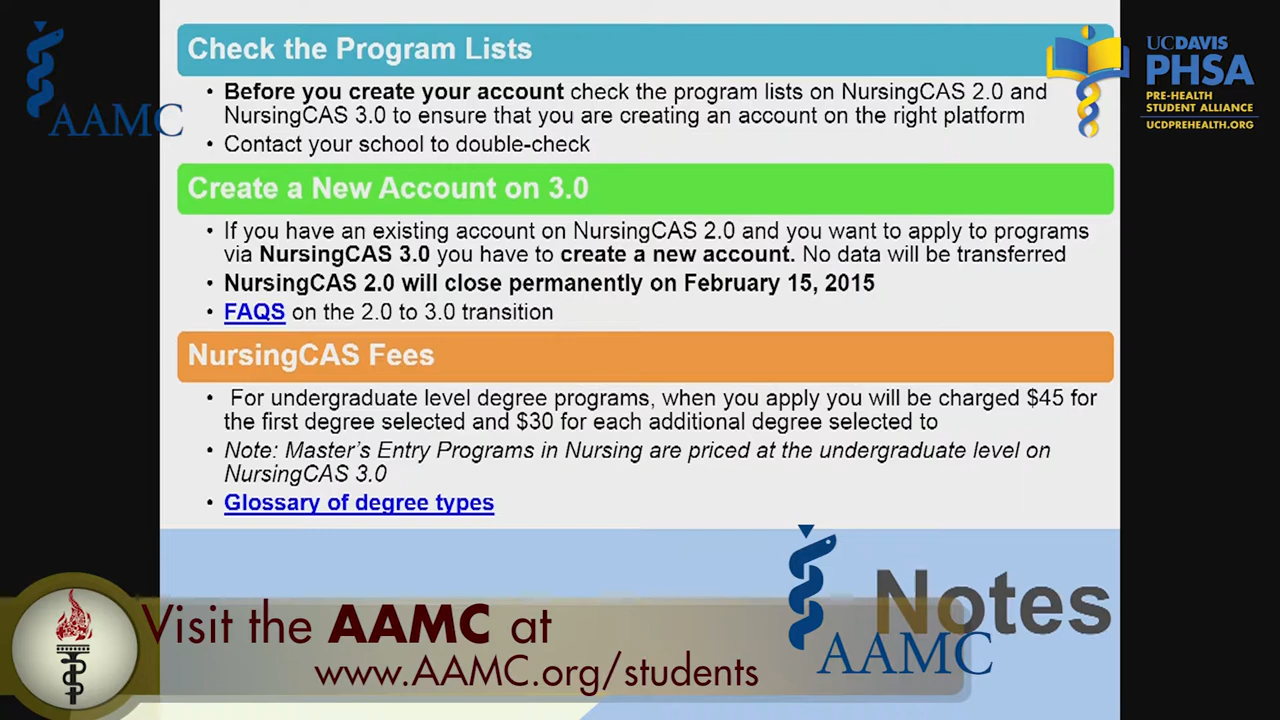 Check the Program Lists
• Before you create your account check the program lists on NursingCAS 2.0 and
NursingCAS 3.0 to ensure that you are creating an account on the right platform
• Contact your school to double-check
AAMC
UCDAVIS
PHSA
PRE-HEALTH
STUDENT ALLIANCE
UCDPREHEALTH.ORG
Create a New Account on 3.0
• If you have an existing account on NursingCAS 2.0 and you want to apply to programs
via NursingCAS 3.0 you have to create a new account. No data will be transferred
• NursingCAS 2.0 will close permanently on February 15, 2015
• FAQS on the 2.0 to 3.0 transition
NursingCAS Fees
• For undergraduate level degree programs, when you apply you will be charged $45 for
the first degree selected and $30 for each additional degree selected to
• Note: Master's Entry Programs in Nursing are priced at the undergraduate level on
NursingCAS 3.0
• Glossary of degree types
Notes
AAMC
Visit the AAMC at
www.AAMC.org/students